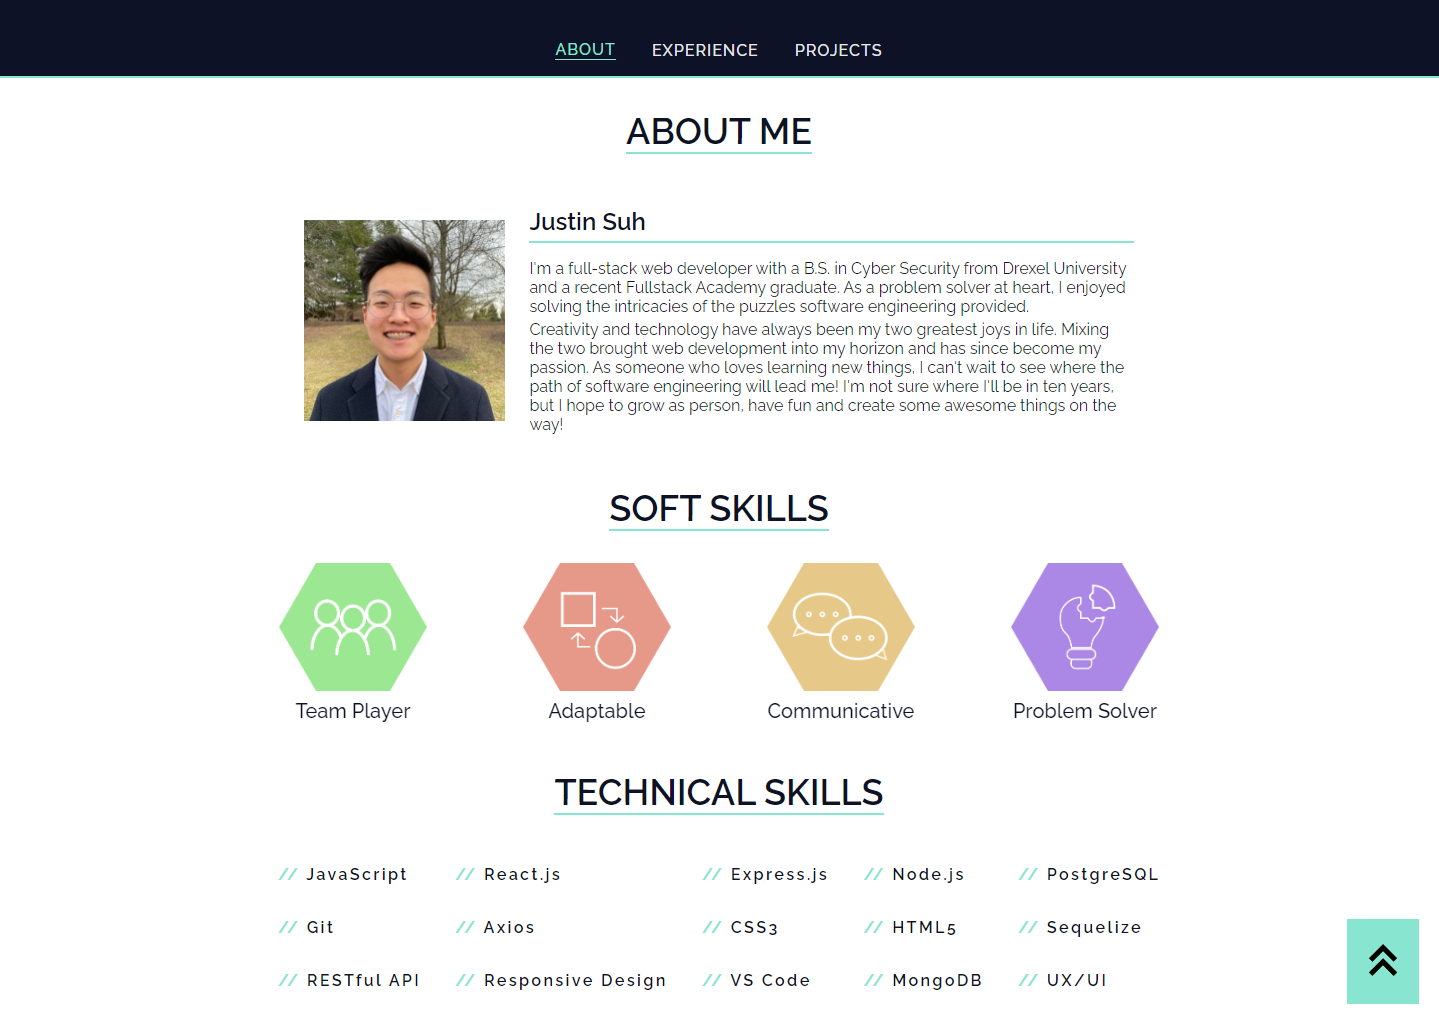 ABOUT EXPERIENCE PROJECTS
ABOUT ME
Justin Suh
I'm a full-stack web developer with a B.S. in Cyber Security from Drexel University
and a recent Fullstack Academy graduate. As a problem solver at heart, I enjoyed
solving the intricacies of the puzzles software engineering provided.
Creativity and technology have always been my two greatest joys in life. Mixing
the two brought web development into my horizon and has since become my
passion. As someone who loves learning new things, I can't wait to see where the
path of software engineering will lead me! I'm not sure where I'll be in ten years,
but I hope to grow as person, have fun and create some awesome things on the
way!
SOFT SKILLS
Team Player Adaptable Communicative Problem Solver
TECHNICAL SKILLS
// JavaScript // React.js // Express.js // Node.js // PostgreSQL
// Git // Axios // CSS3 // HTML5 // Sequelize
// RESTful API // Responsive Design // VS Code // MongoDB // UX/UI